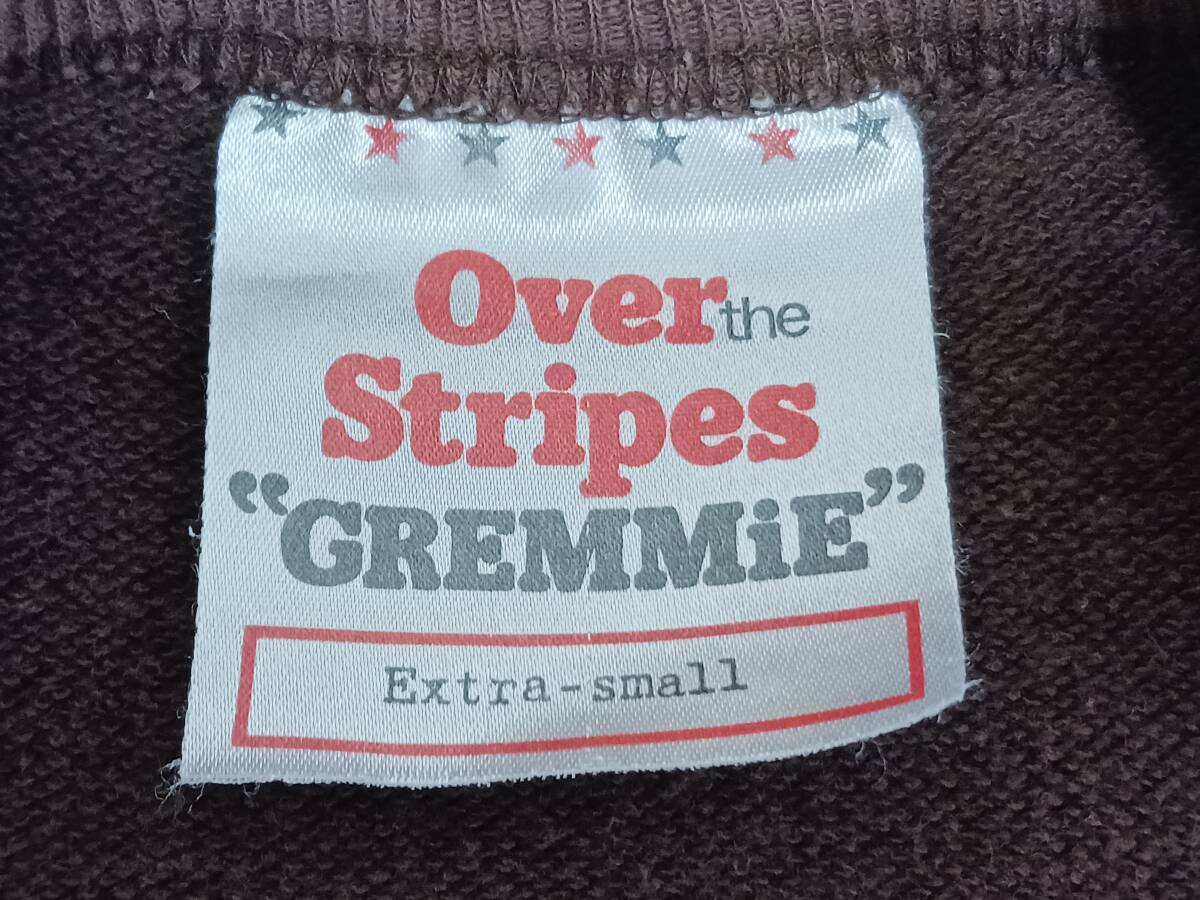 Over the
Stripes
“GREMMiE”
Extra-small